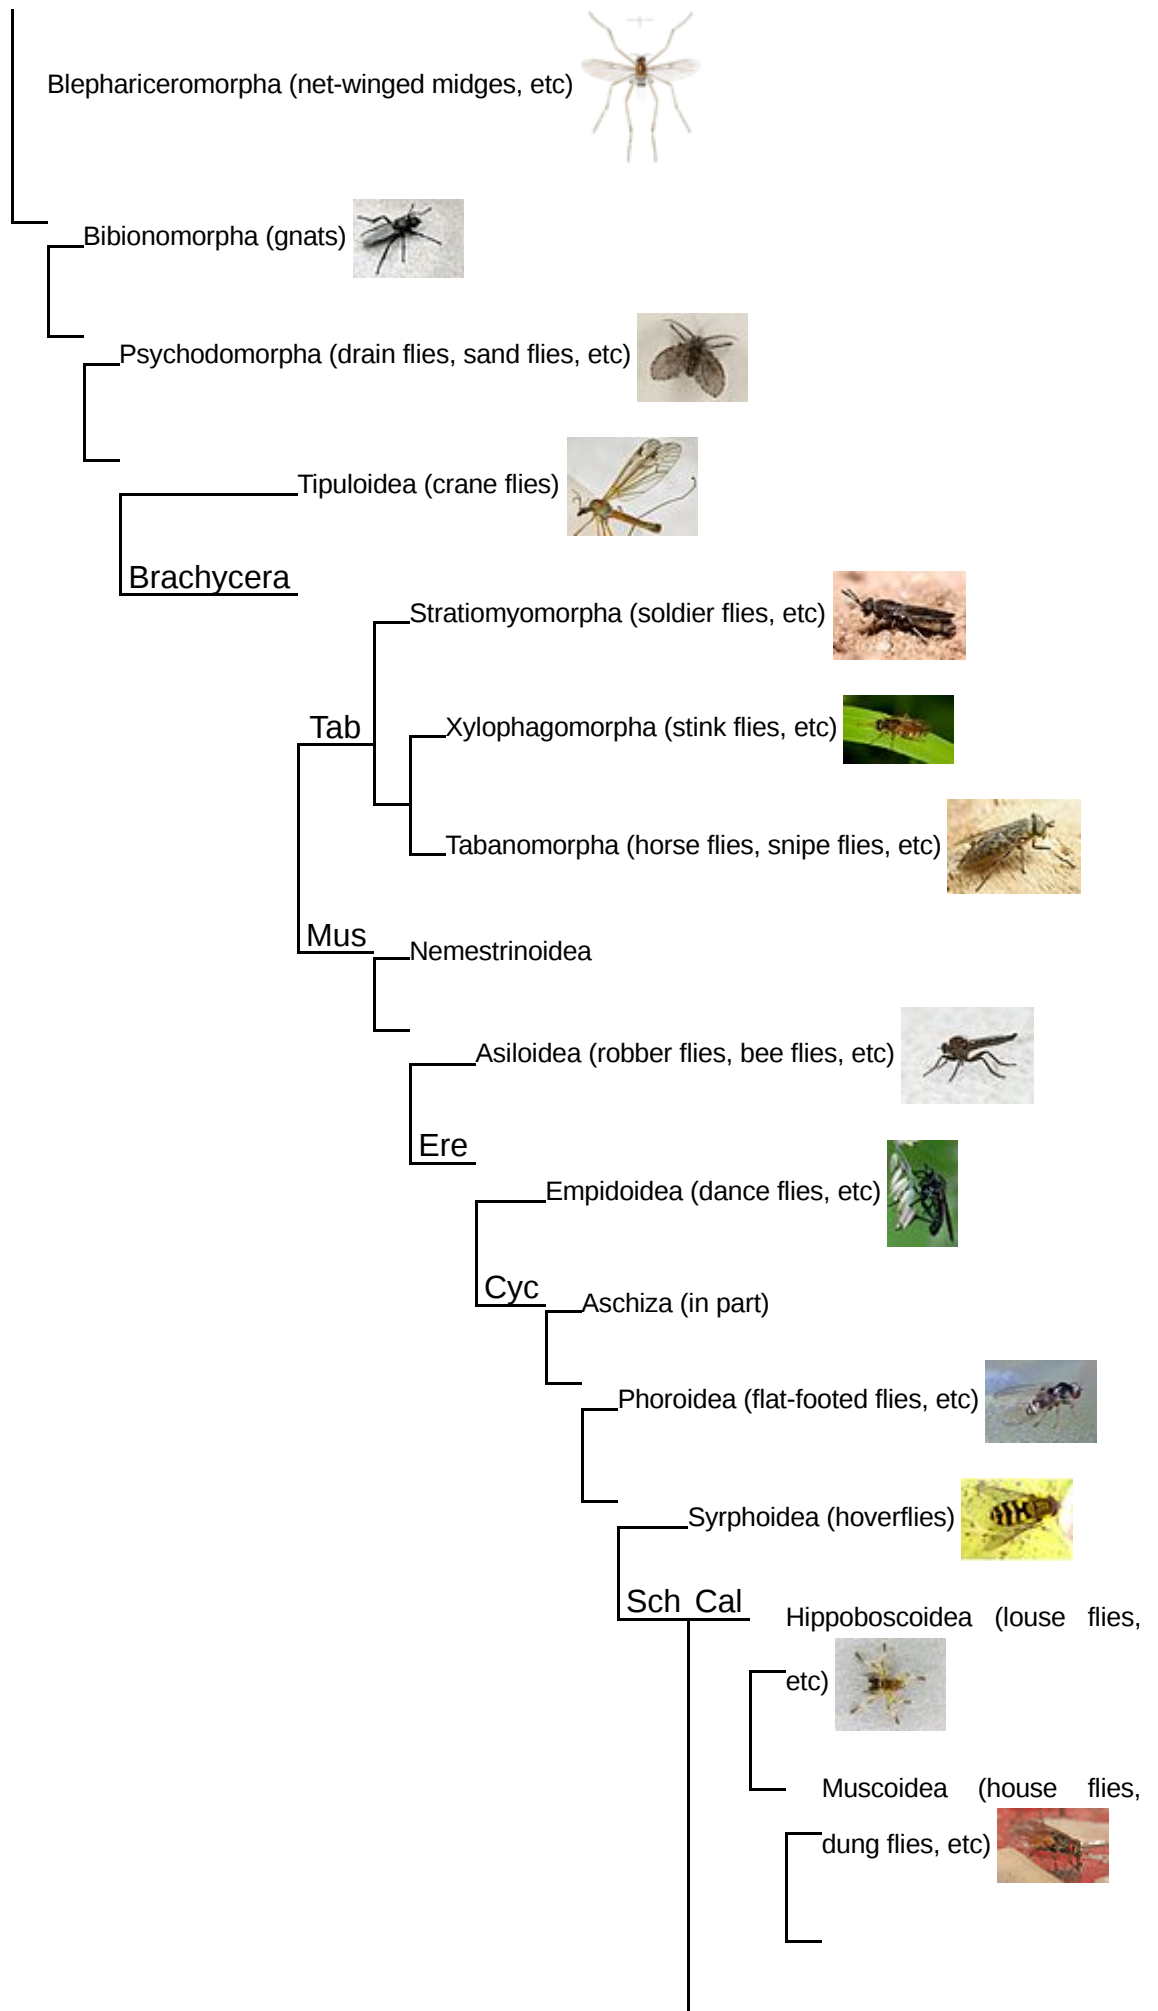 Blephariceromorpha (net-winged midges, etc)
Bibionomorpha (gnats)
Psychodomorpha (drain flies, sand flies, etc)
Tipuloidea (crane flies)
Brachycera
Stratiomyomorpha (soldier flies, etc)
Tab
Xylophagomorpha (stink flies, etc)
Tabanomorpha (horse flies, snipe flies, etc)
Mus
Nemestrinoidea
Asiloidea (robber flies, bee flies, etc)
Ere
Empidoidea (dance flies, etc)
Cyc
Aschiza (in part)
Phoroidea (flat-footed flies, etc)
Syrphoidea (hoverflies)
Sch Cal
Hippoboscoidea (louse flies,
etc)
Muscoidea (house flies,
dung flies, etc)